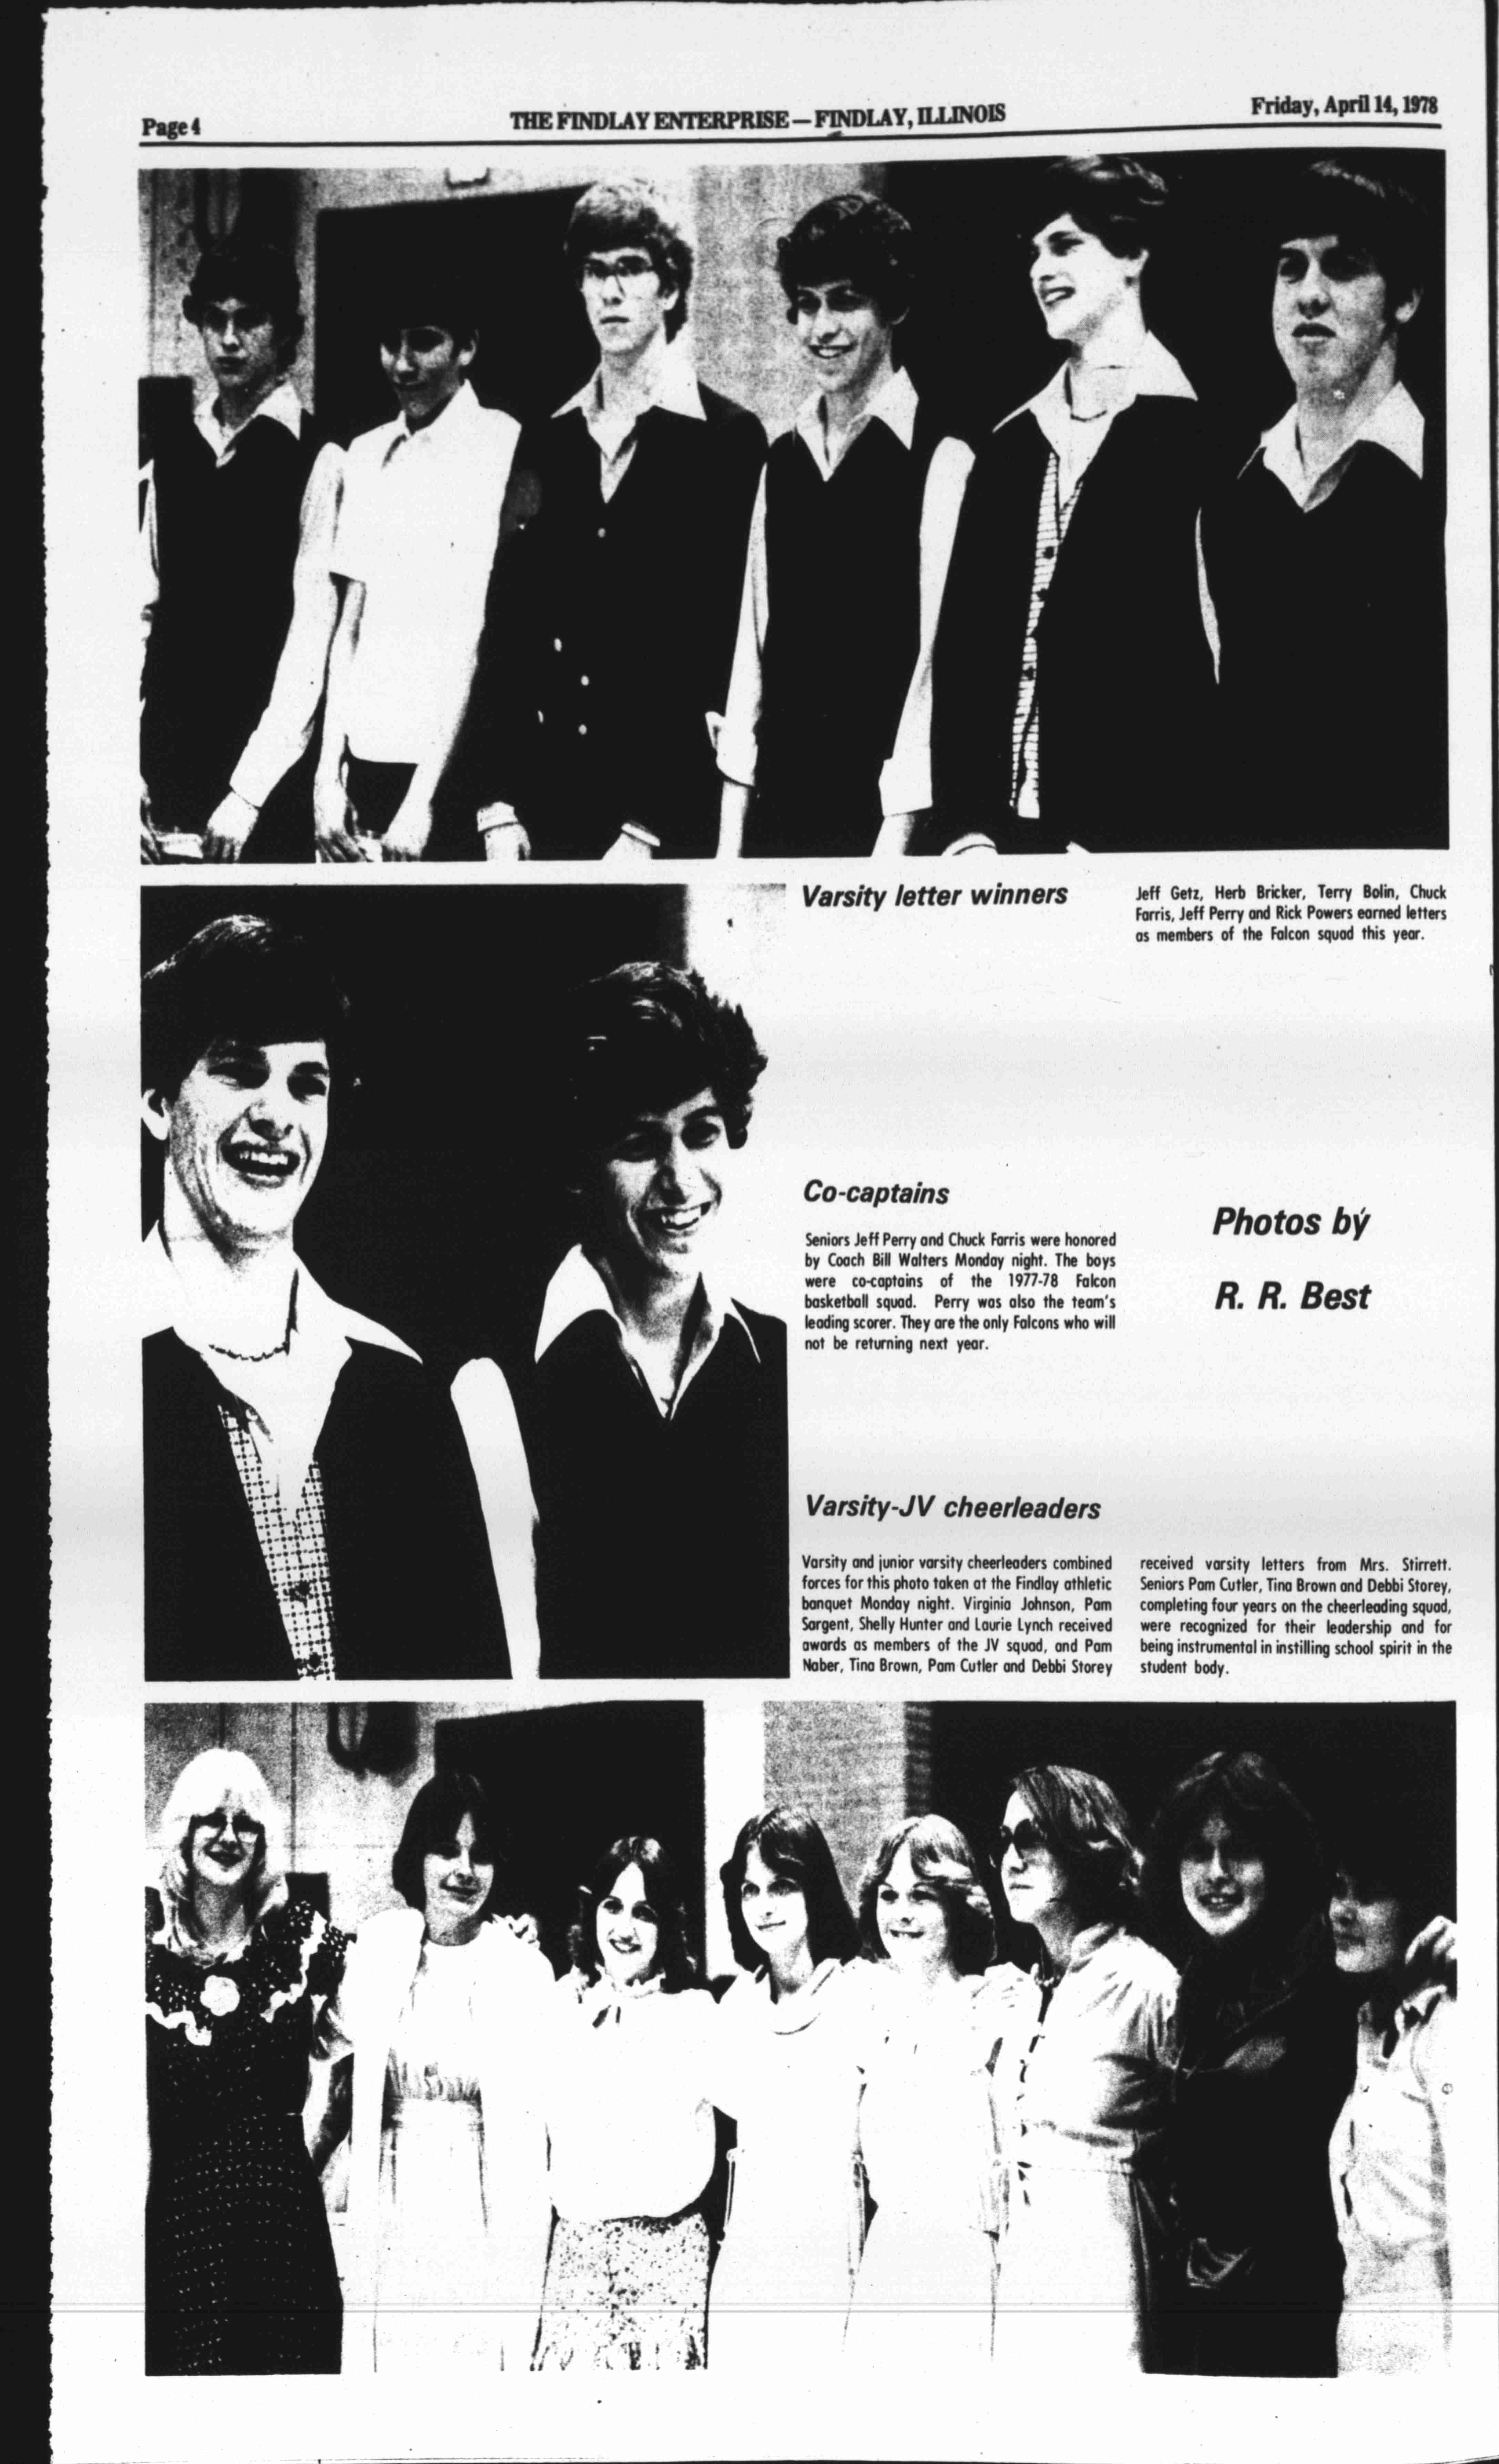 Page 4
THE FINDLAY ENTERPRISE — FINDLAY, ILLINOIS
Friday, April 14, 1978
Varsity letter winners
Jeff Getz, Herb Bricker, Terry Bolin, Chuck
Farris, Jeff Perry and Rick Powers earned letters
as members of the Falcon squad this year.
Co-captains
Seniors Jeff Perry and Chuck Farris were honored
by Coach Bill Walters Monday night. The boys
were co-captains of the 1977-78 Falcon
basketball squad. Perry was also the team's
leading scorer. They are the only Falcons who will
not be returning next year.
Photos by
R. R. Best
Varsity-JV cheerleaders
Varsity and junior varsity cheerleaders combined
forces for this photo taken at the Findlay athletic
banquet Monday night. Virginia Johnson, Pam
Sargent, Shelly Hunter and Laurie Lynch received
awards as members of the JV squad, and Pam
Naber, Tina Brown, Pam Cutler and Debbi Storey
received varsity letters from Mrs. Stirrett.
Seniors Pam Cutler, Tina Brown and Debbi Storey,
completing four years on the cheerleading squad,
were recognized for their leadership and for
being instrumental in instilling school spirit in the
student body.